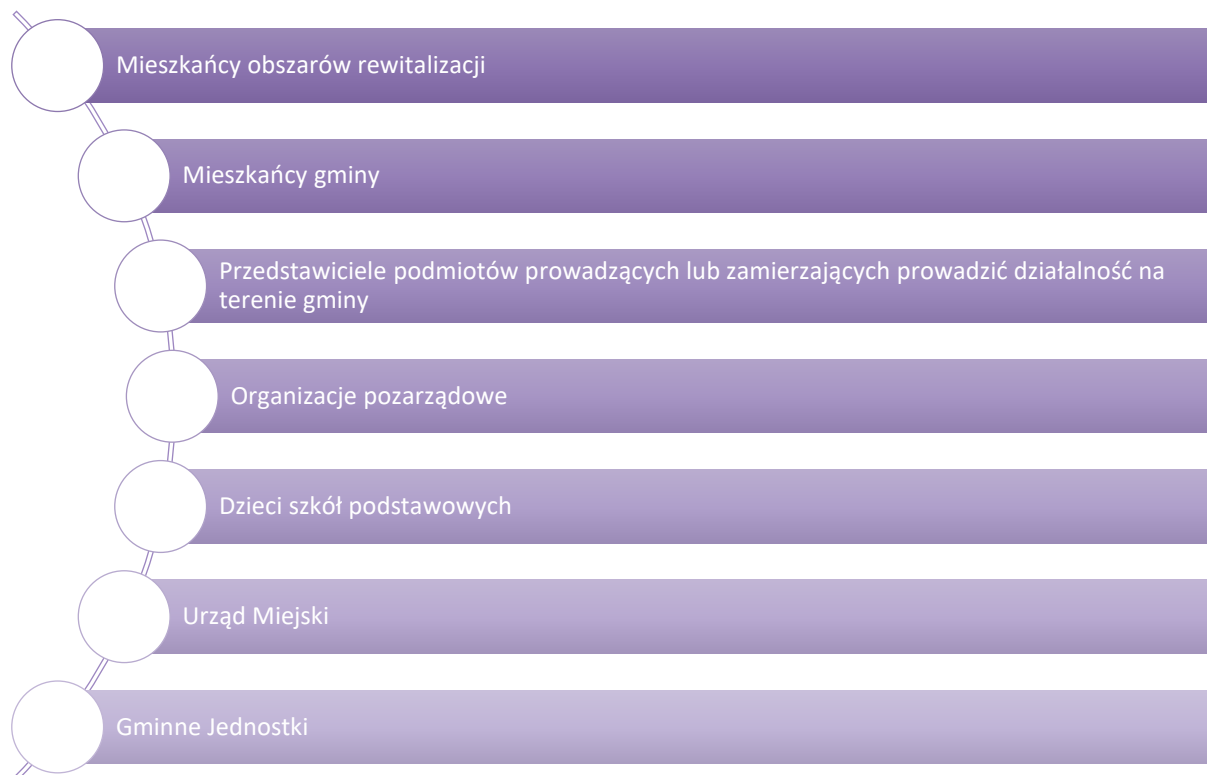 Mieszkańcy obszarów rewitalizacji
Mieszkańcy gminy
Przedstawiciele podmiotów prowadzących lub zamierzających prowadzić działalność na
terenie gminy
Organizacje pozarządowe
Dzieci szkół podstawowych
Urząd Miejski
Gminne Jednostki